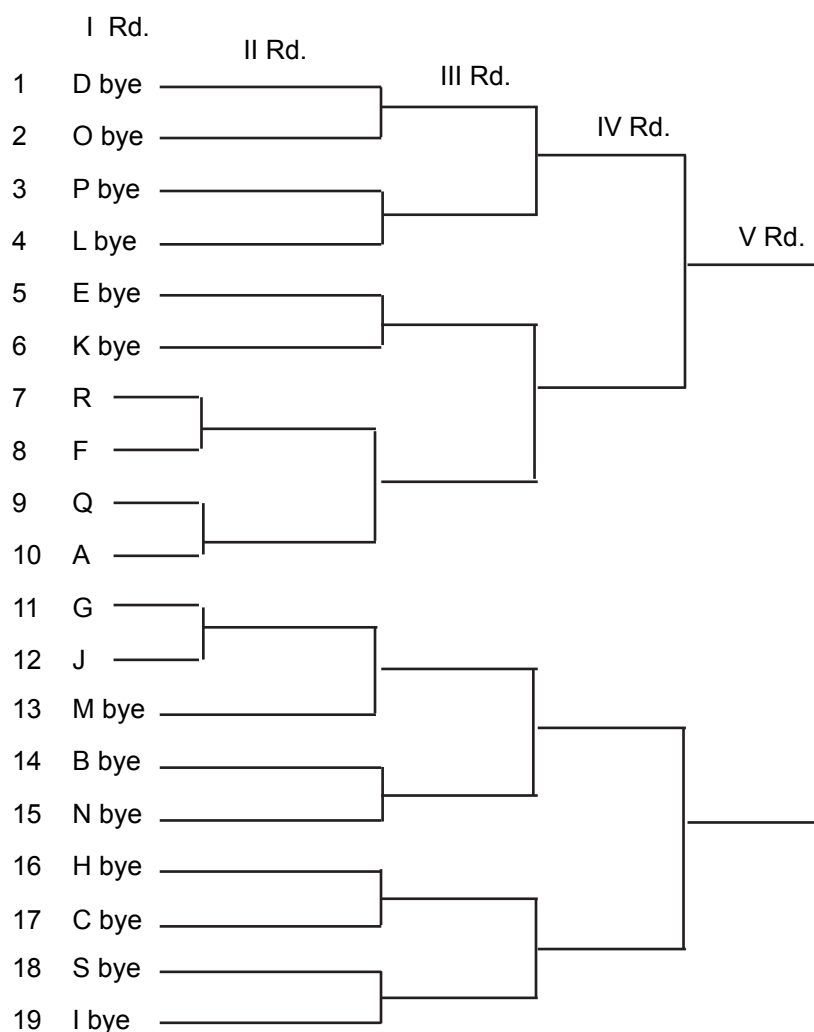 I Rd.
II Rd.
III Rd.
IV Rd.
V Rd.
1 D bye
2 O bye
3 P bye
4 L bye
5 E bye
6 K bye
7 R
8 F
9 Q
10 A
11 G
12 J
13 M bye
14 B bye
15 N bye
16 H bye
17 C bye
18 S bye
19 I bye